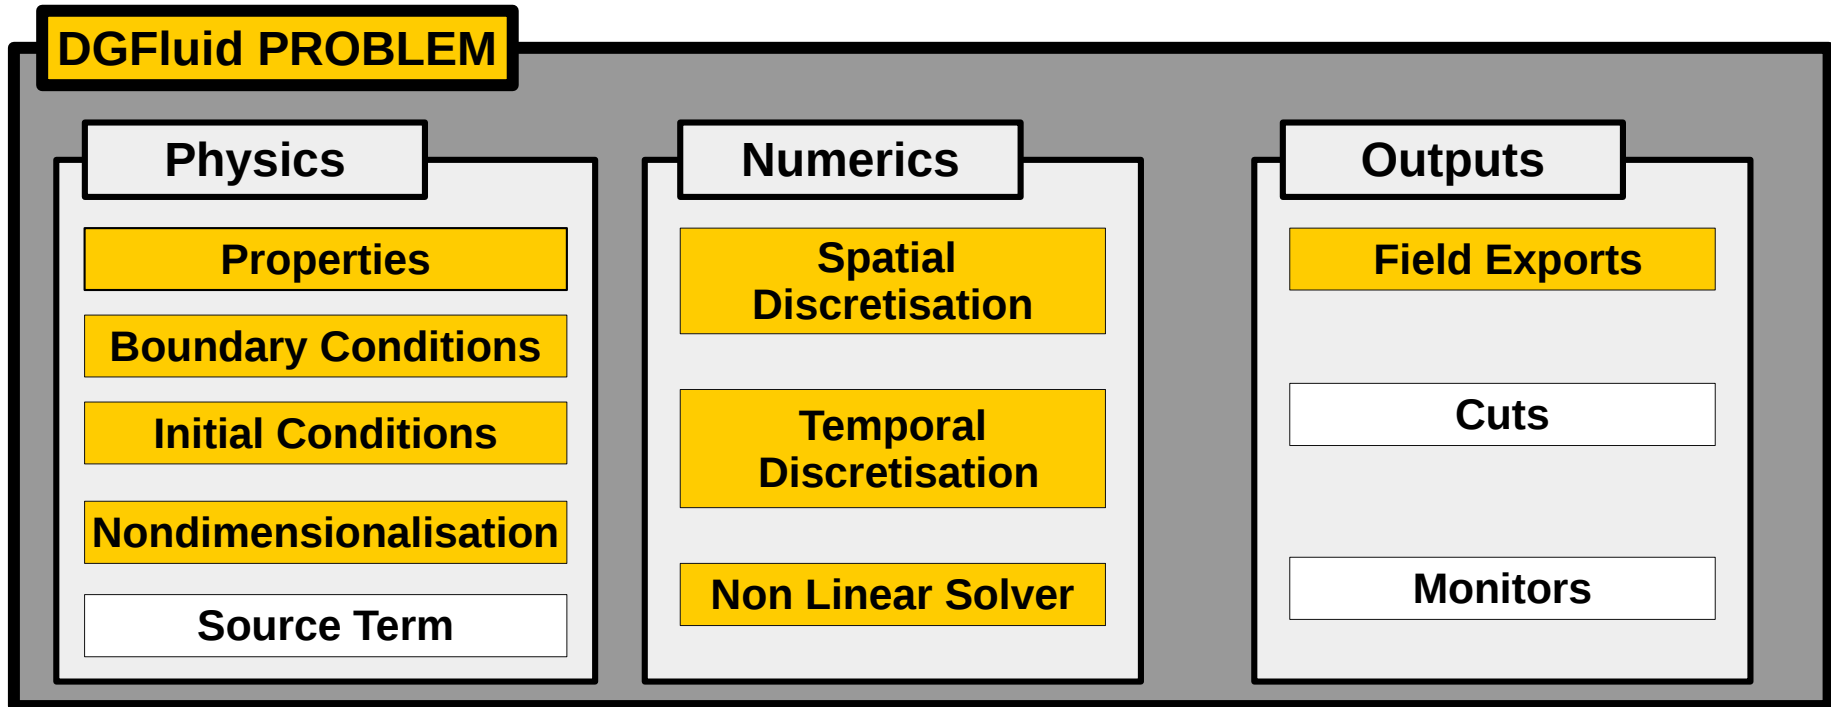 DGFluid PROBLEM
Physics
Properties
Boundary Conditions
Initial Conditions
Nondimensionalisation
Source Term
Numerics
Spatial
Discretisation
Temporal
Discretisation
Non Linear Solver
Outputs
Field Exports
Cuts
Monitors